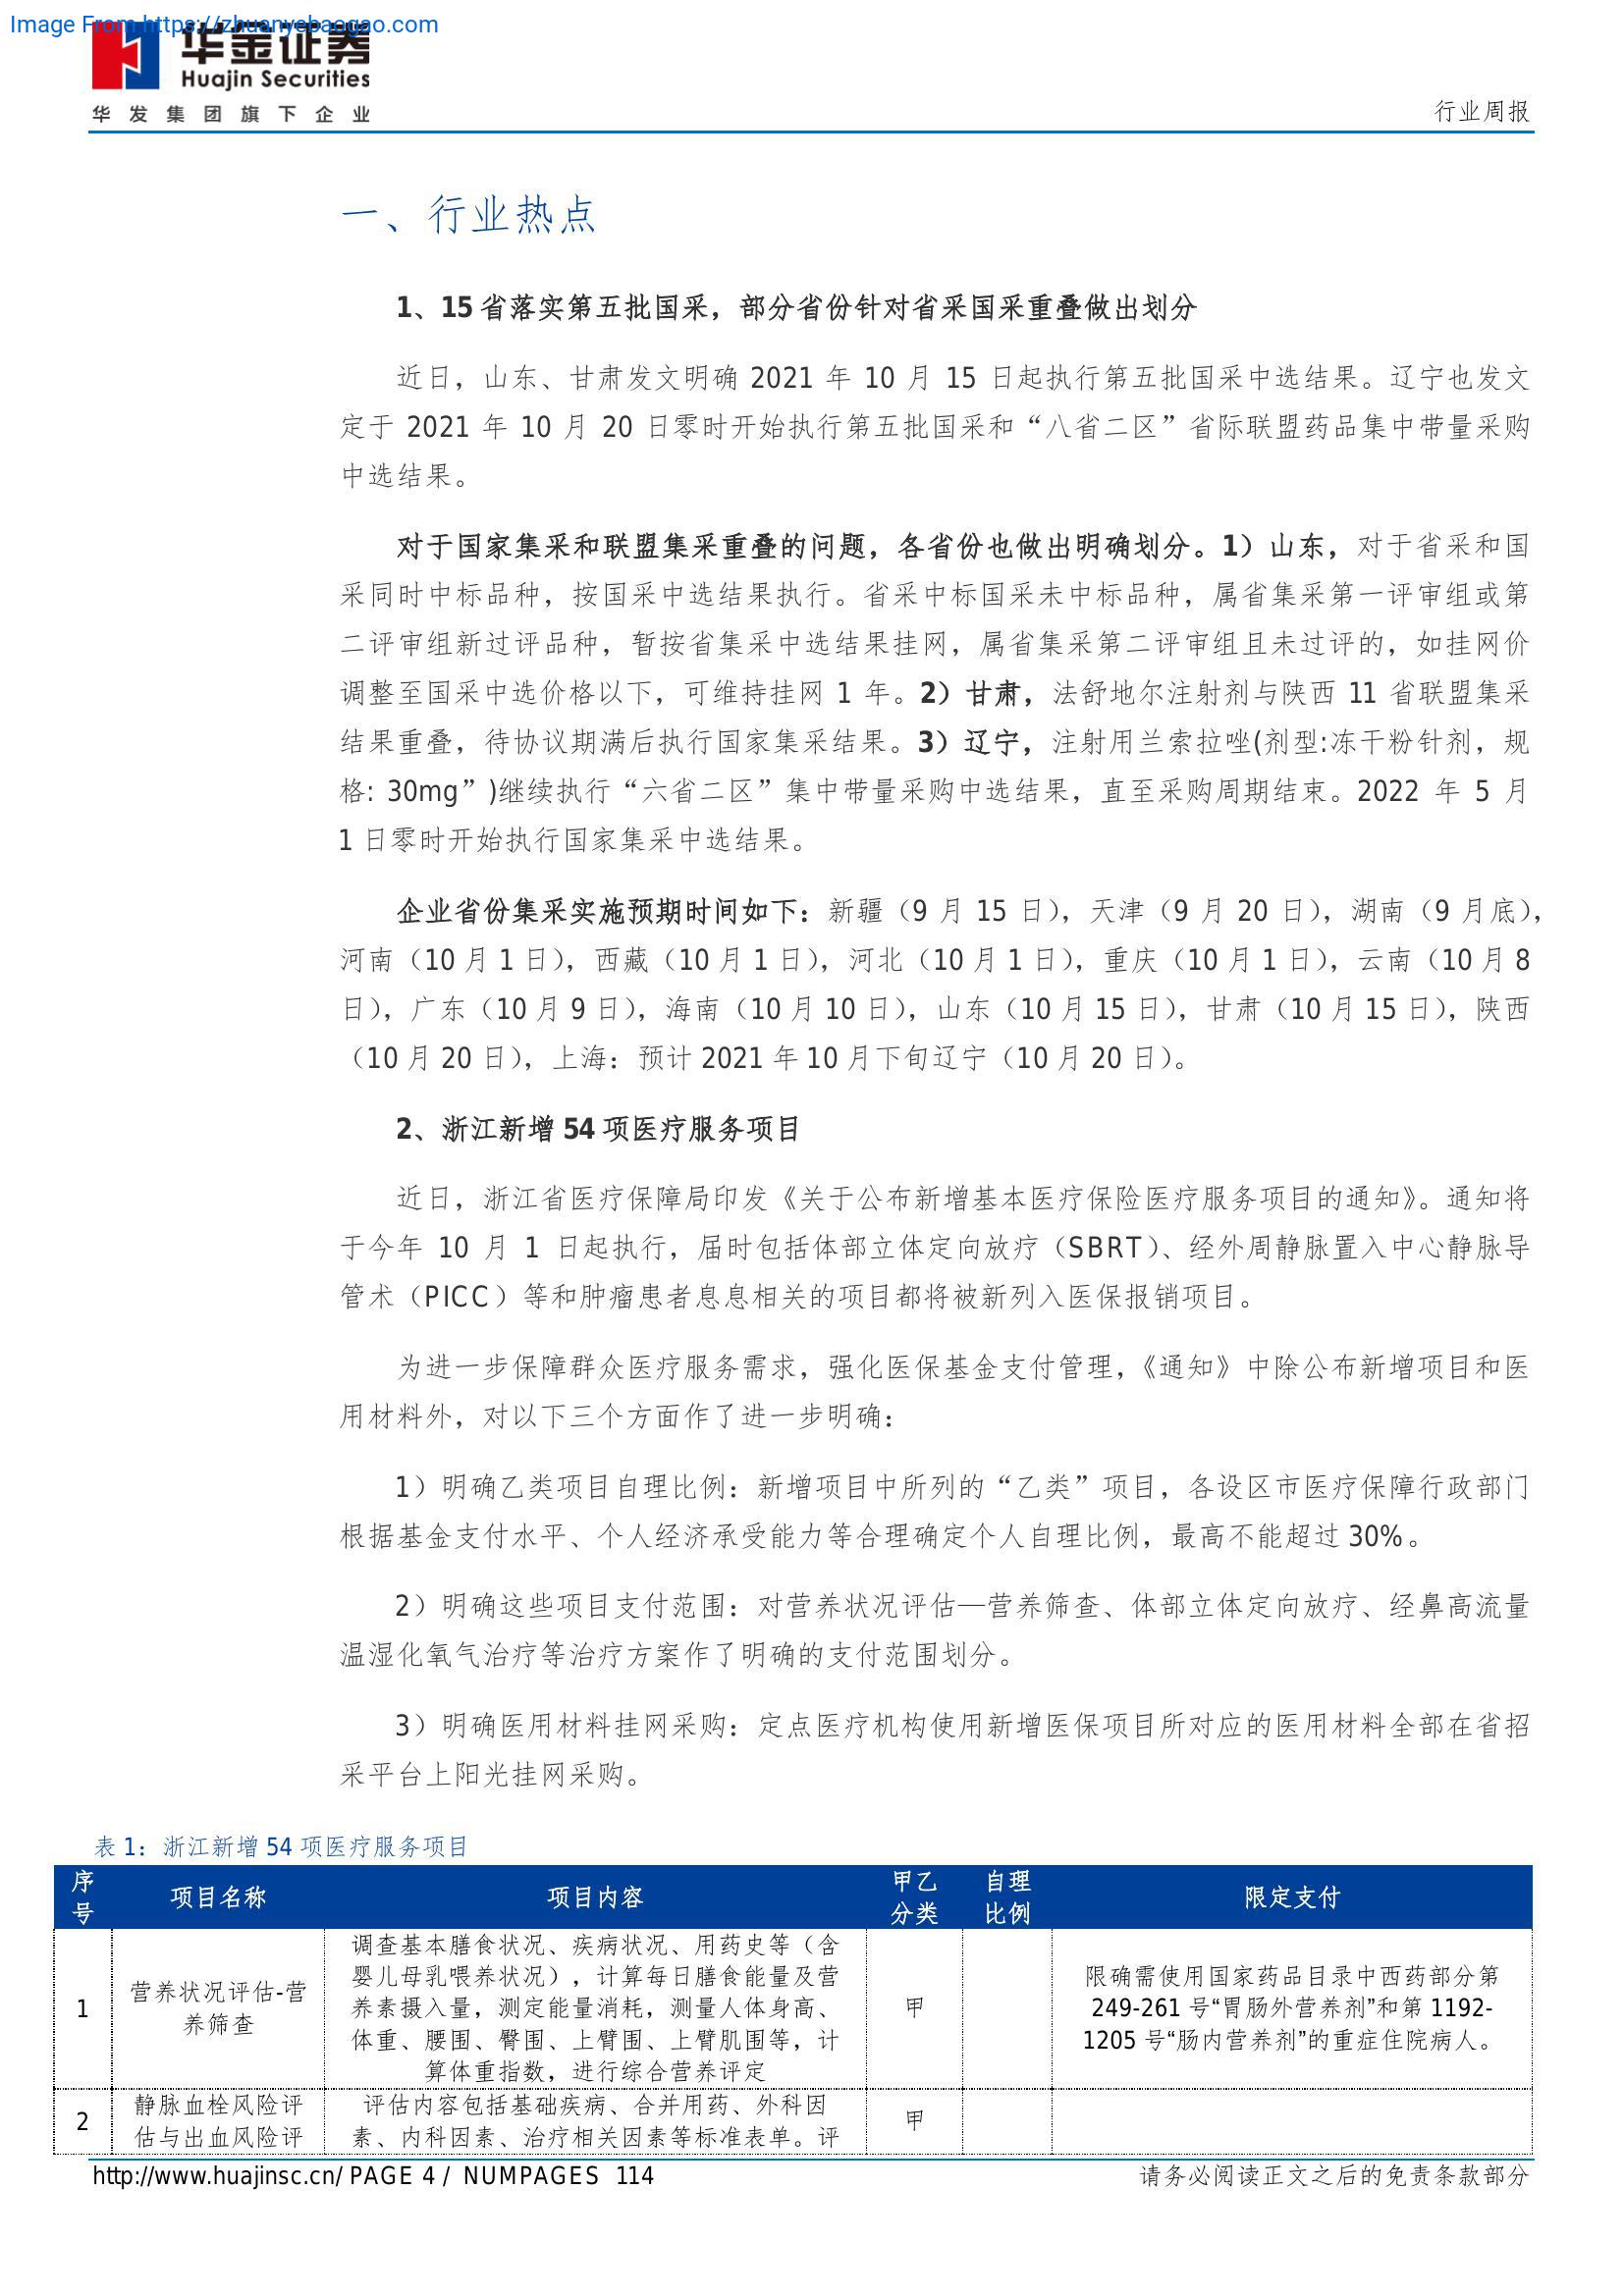 Image From https://zhuanyebaogao.com
华金证券
Huajin Securities
华发集团旗下企业
行业周报
一、行业热点
1、15 省落实第五批国采，部分省份针对省采国采重叠做出划分
近日，山东、甘肃发文明确 2021 年 10 月 15 日起执行第五批国采中选结果。辽宁也发文
定于 2021 年 10 月 20 日零时开始执行第五批国采和“八省二区”省际联盟药品集中带量采购
中选结果。
对于国家集采和联盟集采重叠的问题，各省份也做出明确划分。1）山东，对于省采和国
采同时中标品种，按国采中选结果执行。省采中标国采未中标品种，属省集采第一评审组或第
二评审组新过评品种，暂按省集采中选结果挂网，属省集采第二评审组且未过评的，如挂网价
调整至国采中选价格以下，可维持挂网 1 年。2）甘肃，法舒地尔注射剂与陕西 11 省联盟集采
结果重叠，待协议期满后执行国家集采结果。3）辽宁，注射用兰索拉唑(剂型:冻干粉针剂，规
格: 30mg”)继续执行“六省二区”集中带量采购中选结果，直至采购周期结束。2022 年 5 月
1 日零时开始执行国家集采中选结果。
企业省份集采实施预期时间如下：新疆（9 月 15 日），天津（9 月 20 日），湖南（9 月底），
河南（10 月 1 日），西藏（10 月 1 日），河北（10 月 1 日），重庆（10 月 1 日），云南（10 月 8
日），广东（10 月 9 日），海南（10 月 10 日），山东（10 月 15 日），甘肃（10 月 15 日），陕西
（10 月 20 日），上海：预计 2021 年 10 月下旬辽宁（10 月 20 日）。
2、浙江新增 54 项医疗服务项目
近日，浙江省医疗保障局印发《关于公布新增基本医疗保险医疗服务项目的通知》。通知将
于今年 10 月 1 日起执行，届时包括体部立体定向放疗（SBRT）、经外周静脉置入中心静脉导
管术（PICC）等和肿瘤患者息息相关的项目都将被新列入医保报销项目。
为进一步保障群众医疗服务需求，强化医保基金支付管理，《通知》中除公布新增项目和医
用材料外，对以下三个方面作了进一步明确：
1）明确乙类项目自理比例：新增项目中所列的“乙类”项目，各设区市医疗保障行政部门
根据基金支付水平、个人经济承受能力等合理确定个人自理比例，最高不能超过 30%。
2）明确这些项目支付范围：对营养状况评估—营养筛查、体部立体定向放疗、经鼻高流量
温湿化氧气治疗等治疗方案作了明确的支付范围划分。
3）明确医用材料挂网采购：定点医疗机构使用新增医保项目所对应的医用材料全部在省招
采平台上阳光挂网采购。
表 1：浙江新增 54 项医疗服务项目
序号 项目名称 项目内容 甲乙分类 自理比例 限定支付
1
营养状况评估-营
养筛查
调查基本膳食状况、疾病状况、用药史等（含
婴儿母乳喂养状况），计算每日膳食能量及营
养素摄入量，测定能量消耗，测量人体身高、
体重、腰围、臀围、上臂围、上臂肌围等，计
算体重指数，进行综合营养评定
甲
限确需使用国家药品目录中西药部分第
249-261 号“胃肠外营养剂”和第 1192-
1205 号“肠内营养剂”的重症住院病人。
2
静脉血栓风险评
估与出血风险评
评估内容包括基础疾病、合并用药、外科因
素、内科因素、治疗相关因素等标准表单。评
甲
http://www.huajinsc.cn/ PAGE 4 / NUMPAGES 114
请务必阅读正文之后的免责条款部分